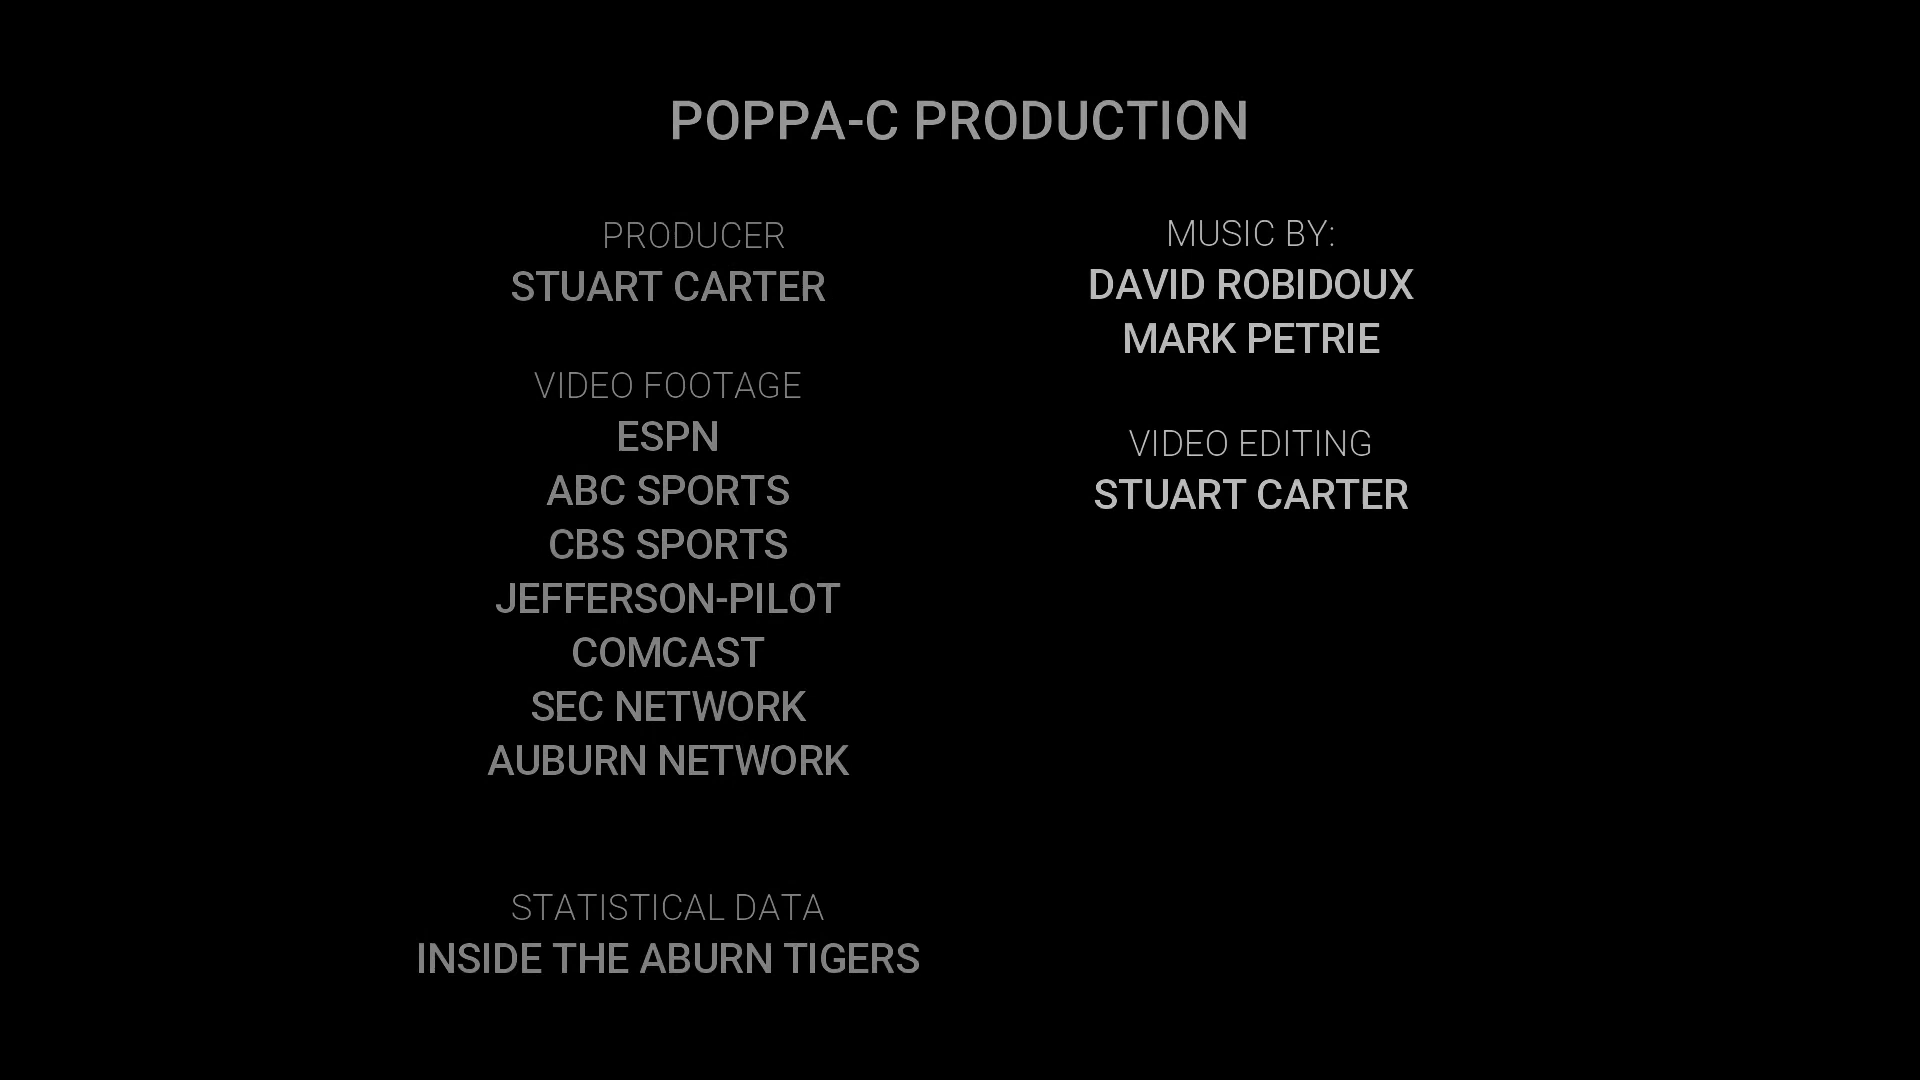 POPPA-C PRODUCTION
PRODUCER
STUART CARTER
VIDEO FOOTAGE
ESPN
ABC SPORTS
CBS SPORTS
JEFFERSON-PILOT
COMCAST
SEC NETWORK
AUBURN NETWORK
STATISTICAL DATA
INSIDE THE ABURN TIGERS
MUSIC BY:
DAVID ROBIDOUX
MARK PETRIE
VIDEO EDITING
STUART CARTER